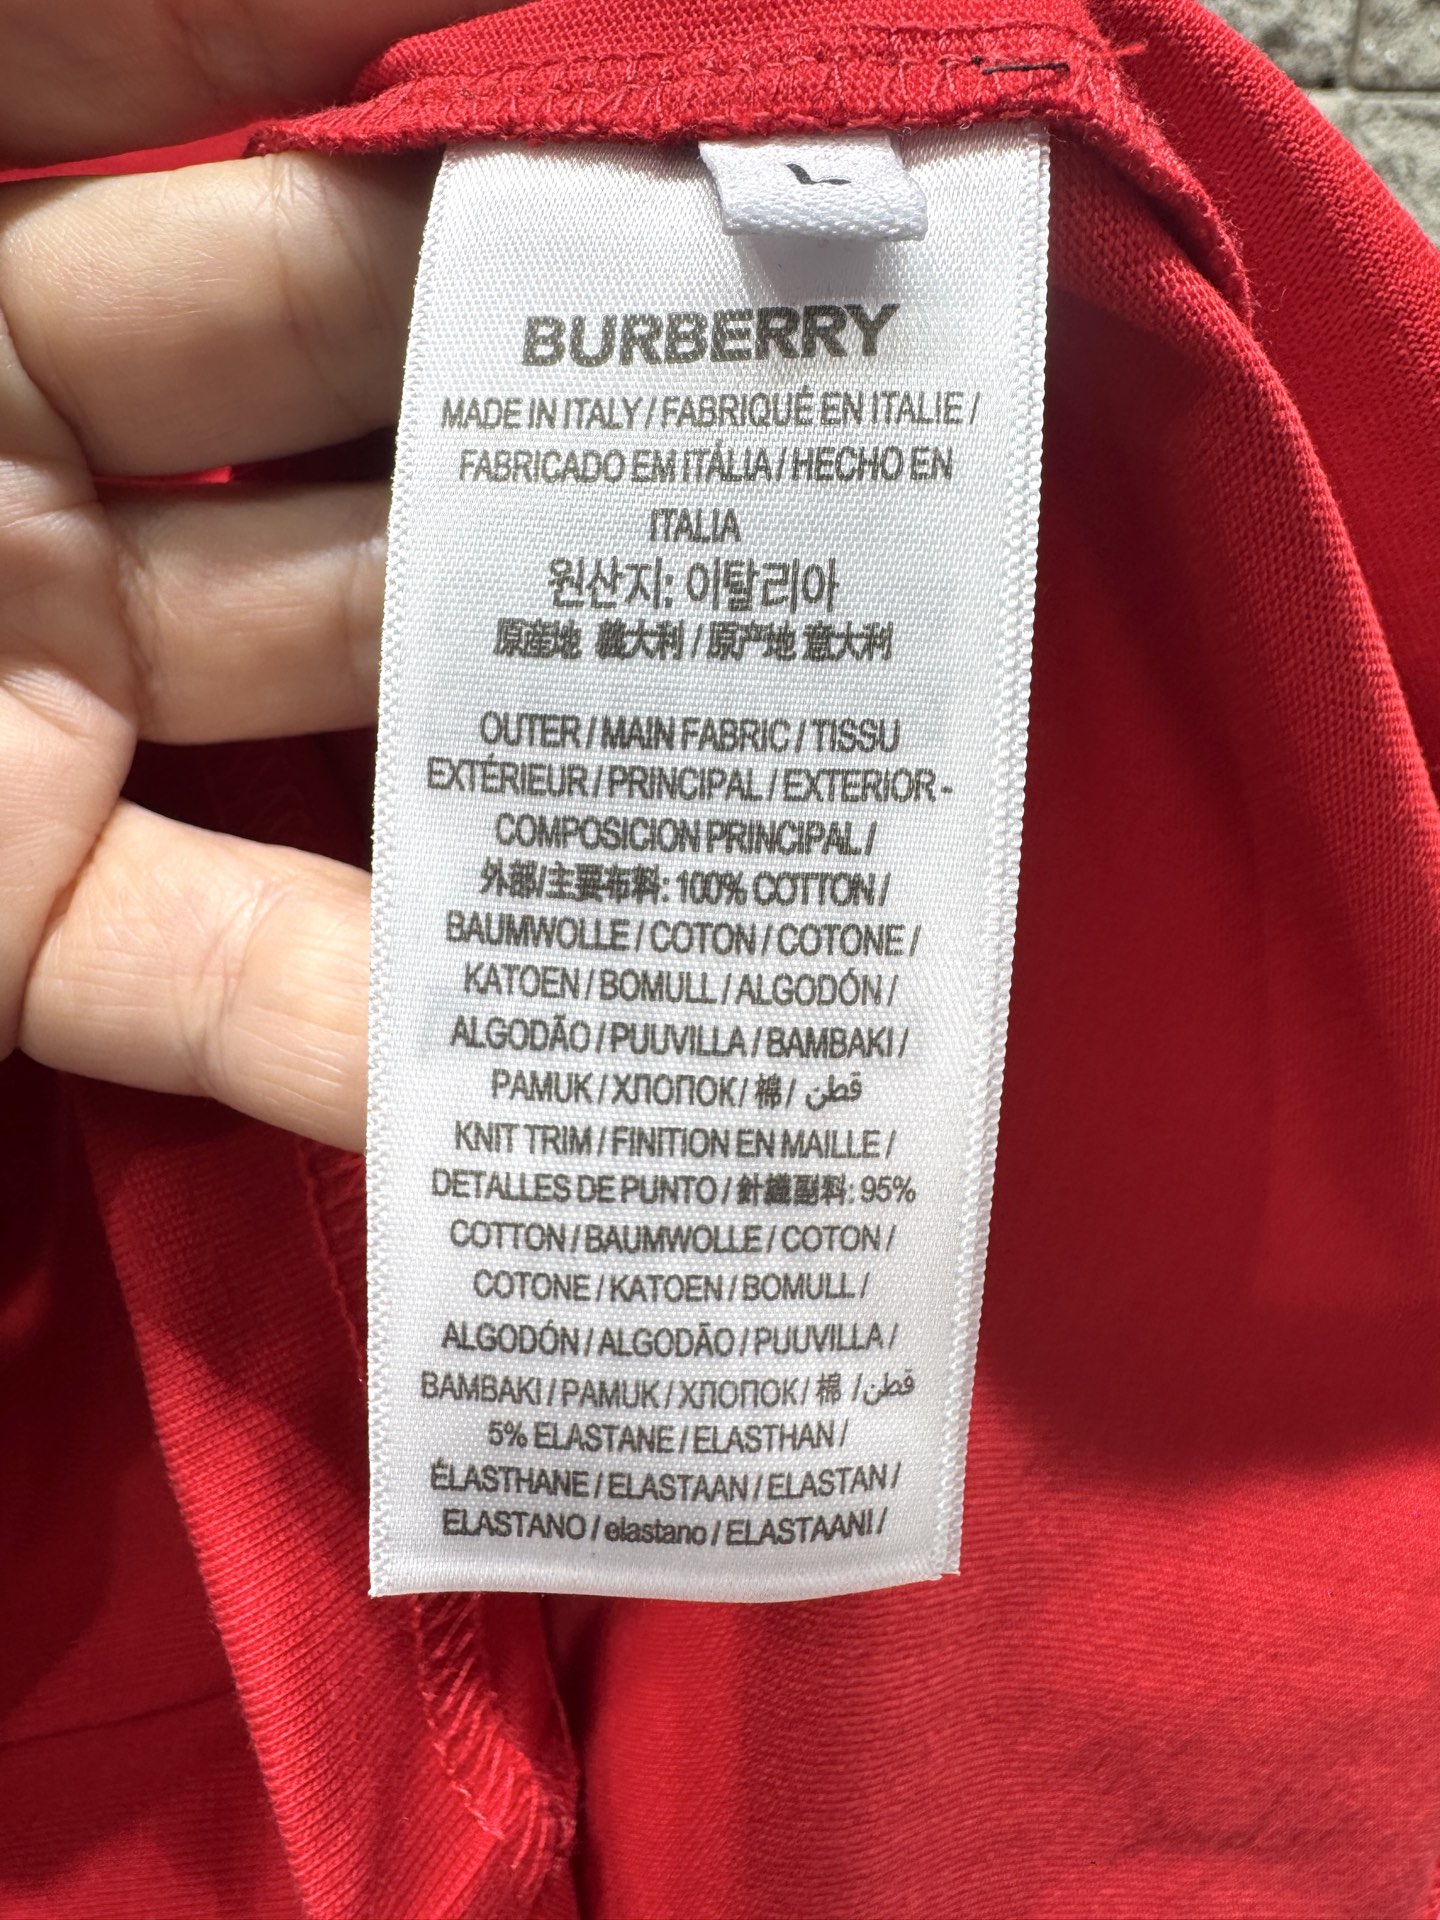 L
BURBERRY
MADE IN ITALY / FABRIQUÉ EN ITALIE /
FABRICADO EM ITÁLIA / HECHO EN
ITALIA
원산지: 이탈리아
原産地 義大利 / 原产地 意大利
OUTER / MAIN FABRIC / TISSU
EXTÉRIEUR / PRINCIPAL / EXTERIOR -
COMPOSICION PRINCIPAL /
外部/主要布料: 100% COTTON /
BAUMWOLLE / COTON / COTONE /
KATOEN / BOMULL / ALGODÓN /
ALGODÃO / PUUVILLA / BAMBAKI /
PAMUK / ХЛОПОК / 棉 / قطن
KNIT TRIM / FINITION EN MAILLE /
DETALLES DE PUNTO / 針織副料: 95%
COTTON / BAUMWOLLE / COTON /
COTONE / KATOEN / BOMULL /
ALGODÓN / ALGODÃO / PUUVILLA /
BAMBAKI / PAMUK / ХЛОПОК / 棉 / قطن
5% ELASTANE / ELASTHAN /
ÉLASTHANE / ELASTAAN / ELASTAN /
ELASTANO / elastano / ELASTAANI /